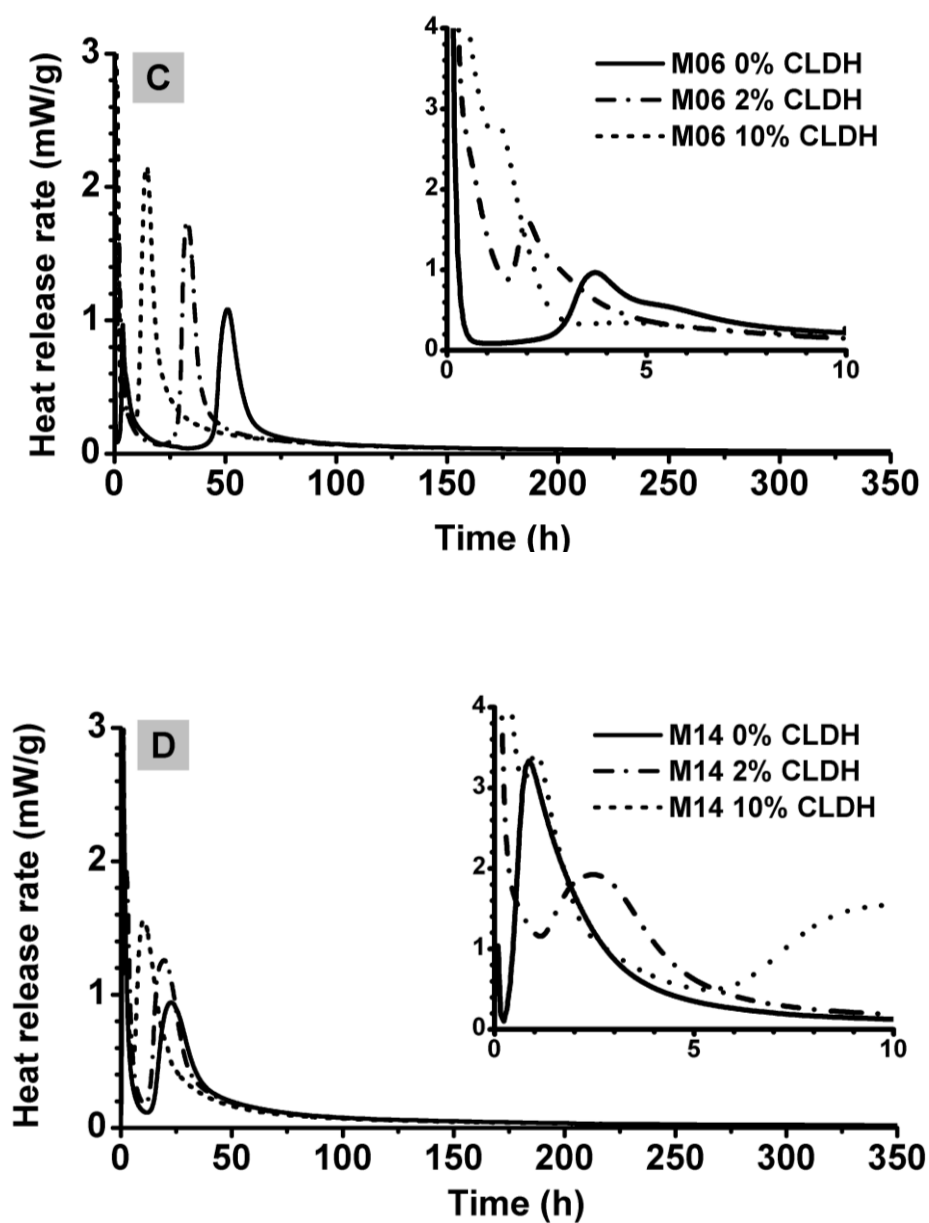 C
Heat release rate (mW/g)
3
2
1
0
0 50 100 150 200 250 300 350
Time (h)
4
3
2
1
0
0 5 10
M06 0% CLDH
M06 2% CLDH
M06 10% CLDH
D
Heat release rate (mW/g)
3
2
1
0
0 50 100 150 200 250 300 350
Time (h)
4
3
2
1
0
0 5 10
M14 0% CLDH
M14 2% CLDH
M14 10% CLDH